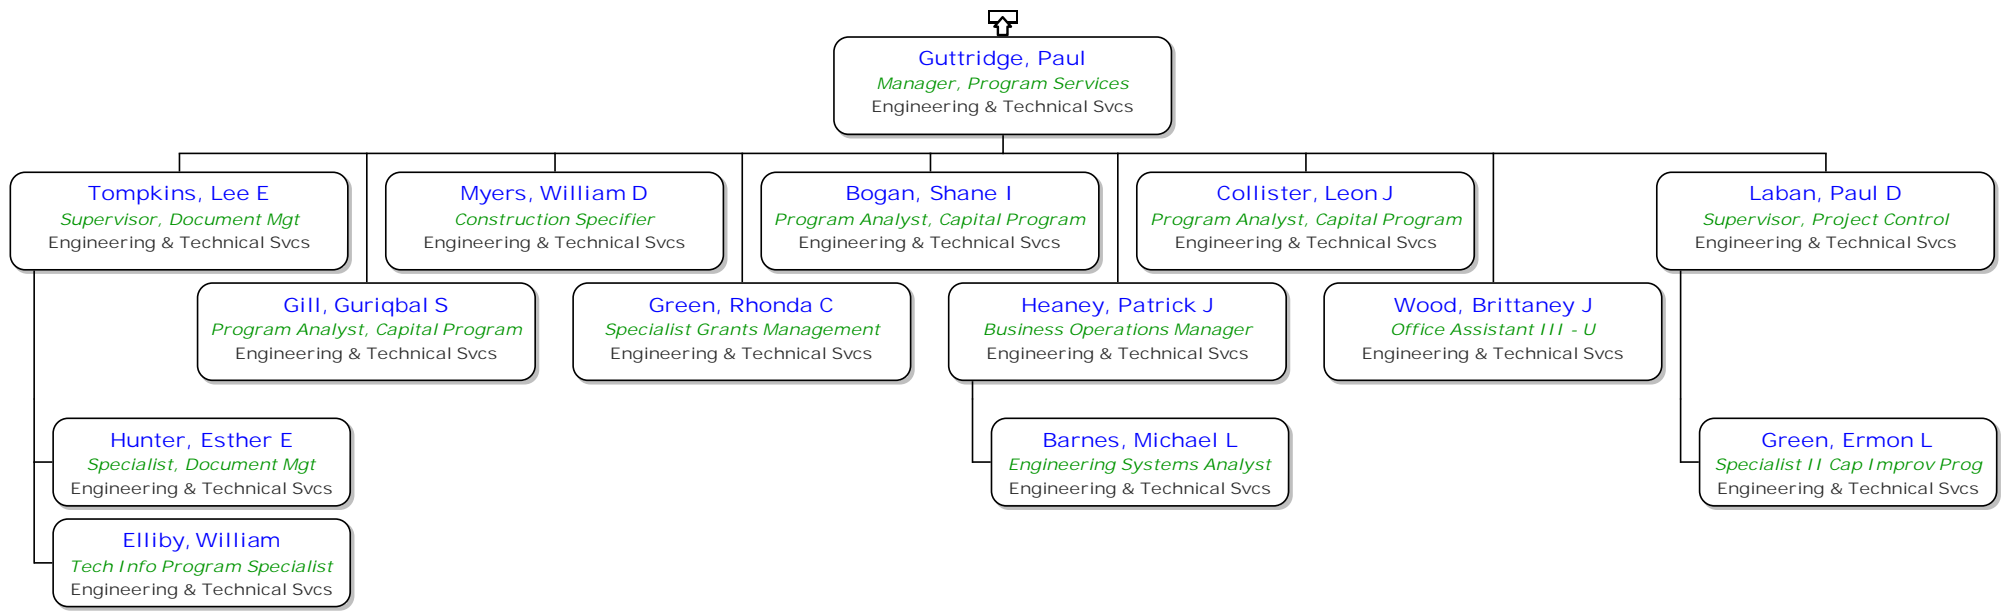 Guttridge, Paul
Manager, Program Services
Engineering & Technical Svcs
Tompkins, Lee E
Supervisor, Document Mgt
Engineering & Technical Svcs
Myers, William D
Construction Specifier
Engineering & Technical Svcs
Bogan, Shane I
Program Analyst, Capital Program
Engineering & Technical Svcs
Collister, Leon J
Program Analyst, Capital Program
Engineering & Technical Svcs
Laban, Paul D
Supervisor, Project Control
Engineering & Technical Svcs
Gill, Guriqbal S
Program Analyst, Capital Program
Engineering & Technical Svcs
Green, Rhonda C
Specialist Grants Management
Engineering & Technical Svcs
Heaney, Patrick J
Business Operations Manager
Engineering & Technical Svcs
Wood, Brittaney J
Office Assistant III - U
Engineering & Technical Svcs
Hunter, Esther E
Specialist, Document Mgt
Engineering & Technical Svcs
Barnes, Michael L
Engineering Systems Analyst
Engineering & Technical Svcs
Green, Ermon L
Specialist II Cap Improv Prog
Engineering & Technical Svcs
Elliby, William
Tech Info Program Specialist
Engineering & Technical Svcs